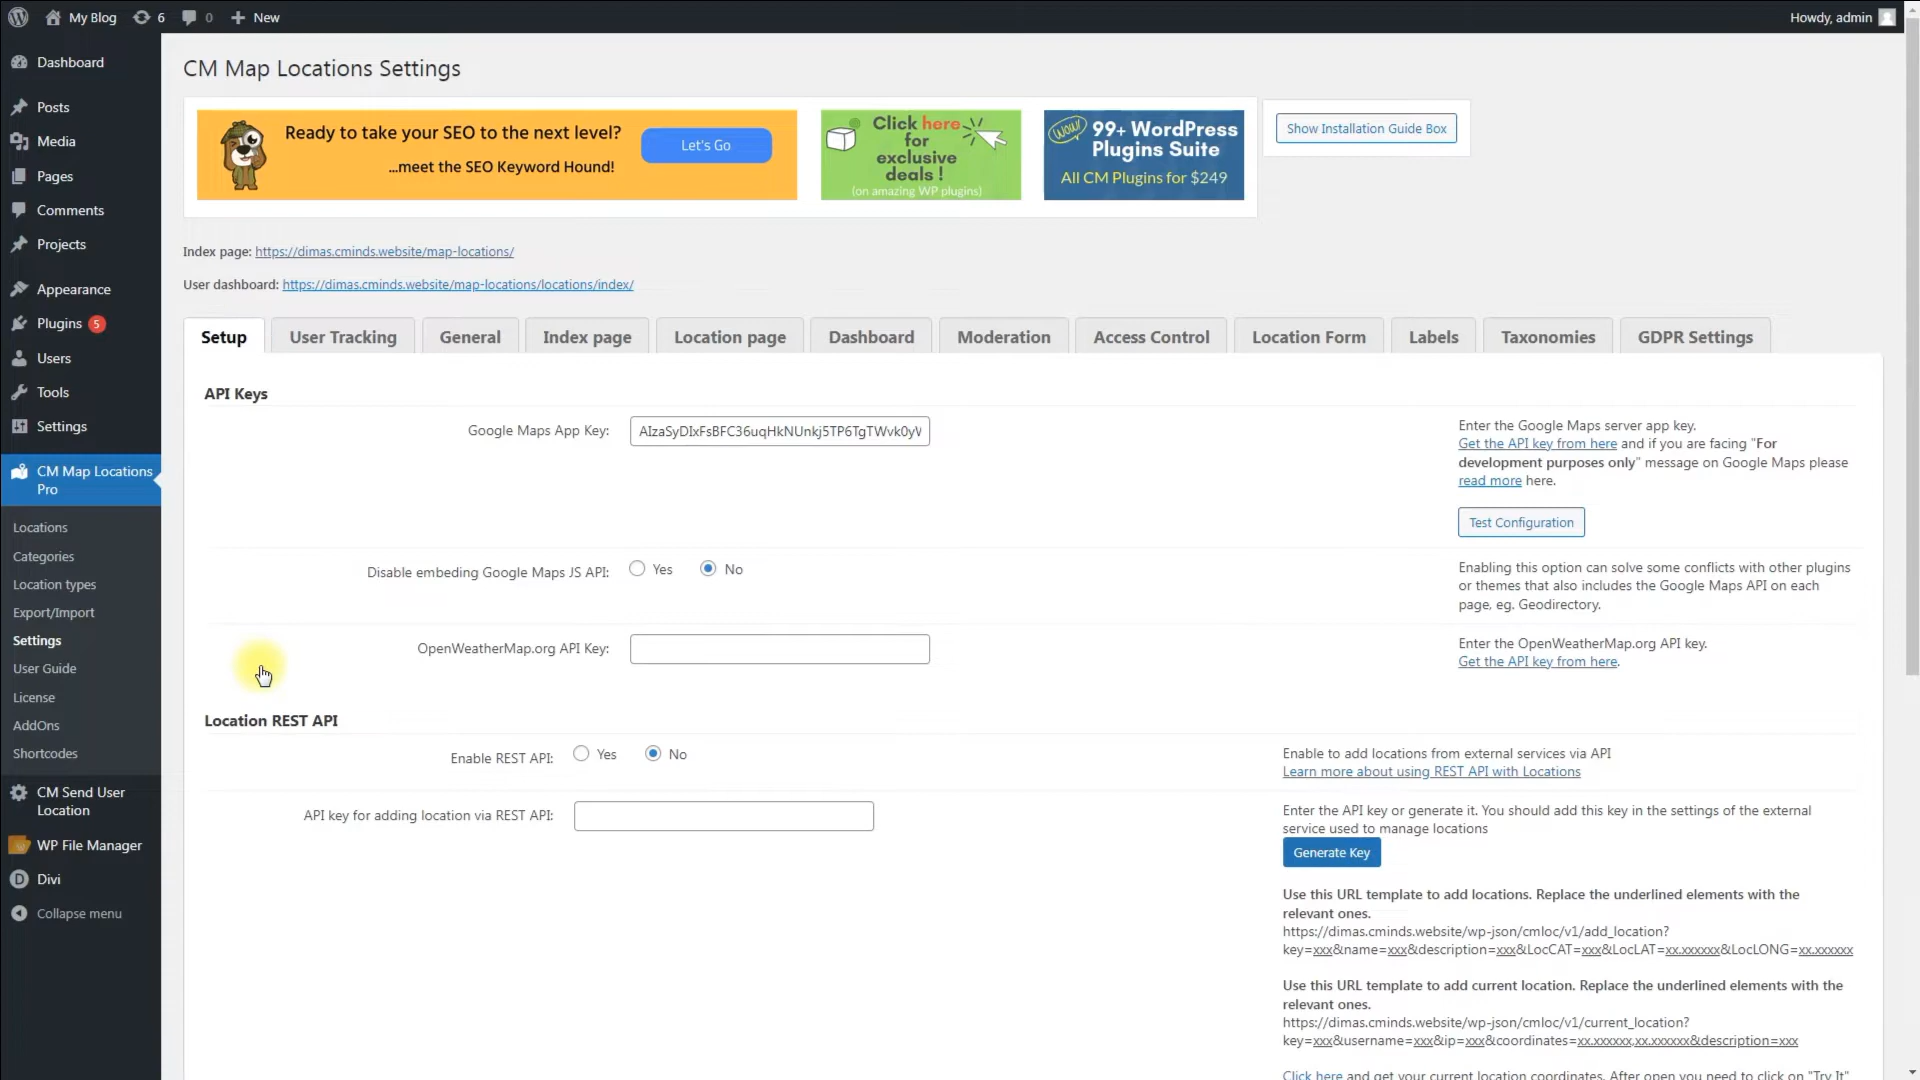 My Blog 6 0 New
Howdy, admin
Dashboard
Posts
Media
Pages
Comments
Projects
Appearance
Plugins 5
Users
Tools
Settings
CM Map Locations
Pro
Locations
Categories
Location types
Export/Import
Settings
User Guide
License
AddOns
Shortcodes
CM Send User
Location
WP File Manager
Divi
Collapse menu
CM Map Locations Settings
Ready to take your SEO to the next level?
...meet the SEO Keyword Hound!
Let's Go
Click here
for
exclusive
deals !
(on amazing WP plugins)
Wow! 99+ WordPress
Plugins Suite
All CM Plugins for $249
Show Installation Guide Box
Index page: https://dimas.cminds.website/map-locations/
User dashboard: https://dimas.cminds.website/map-locations/locations/index/
Setup User Tracking General Index page Location page Dashboard Moderation Access Control Location Form Labels Taxonomies GDPR Settings
API Keys
Google Maps App Key:
Enter the Google Maps server app key.
Get the API key from here and if you are facing "For
development purposes only" message on Google Maps please
read more here.
Test Configuration
Disable embeding Google Maps JS API: Yes No
Enabling this option can solve some conflicts with other plugins
or themes that also includes the Google Maps API on each
page, eg. Geodirectory.
OpenWeatherMap.org API Key:
Enter the OpenWeatherMap.org API key.
Get the API key from here.
Location REST API
Enable REST API: Yes No
Enable to add locations from external services via API
Learn more about using REST API with Locations
API key for adding location via REST API:
Enter the API key or generate it. You should add this key in the settings of the external
service used to manage locations
Generate Key
Use this URL template to add locations. Replace the underlined elements with the
relevant ones.
https://dimas.cminds.website/wp-json/cmloc/v1/add_location?
key=xxx&name=xxx&description=xxx&LocCAT=xxx&LocLAT=xx.xxxxxx&LocLONG=xx.xxxxxx
Use this URL template to add current location. Replace the underlined elements with the
relevant ones.
https://dimas.cminds.website/wp-json/cmloc/v1/current_location?
key=xxx&username=xxx&ip=xxx&coordinates=xx.xxxxxx,xx.xxxxxx&description=xxx
Click here and get your current location coordinates. After open you need to click on "Try It"